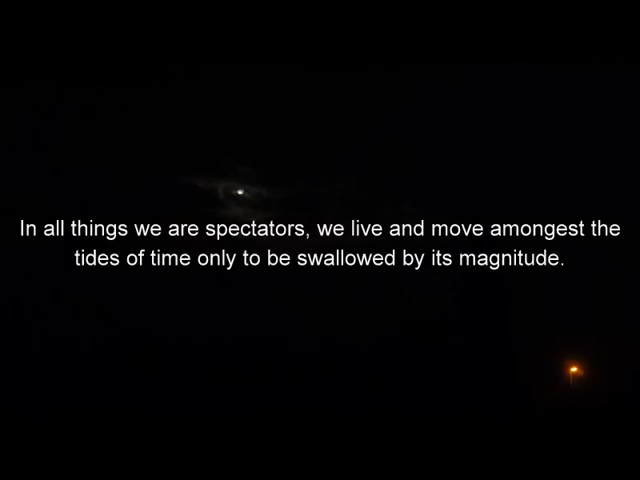 In all things we are spectators, we live and move amongest the
tides of time only to be swallowed by its magnitude.